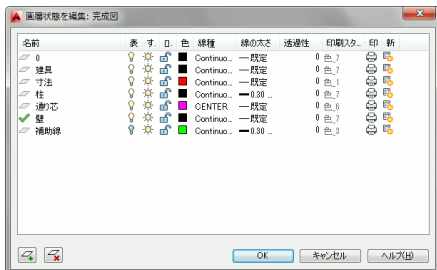 画層状態を編集: 完成図
名前 表. す. ロ. 色 線種 線の太さ 透過性 印刷スタ... 印 新
0 Continuo... 既定 0 色_7
建具 Continuo... 既定 0 色_7
寸法 Continuo... 既定 0 色_1
柱 Continuo... 0.30 ... 0 色_7
通り芯 CENTER 既定 0 色_6
壁 Continuo... 既定 0 色_7
補助線 Continuo... 0.30 ... 0 色_3
OK キャンセル ヘルプ(H)